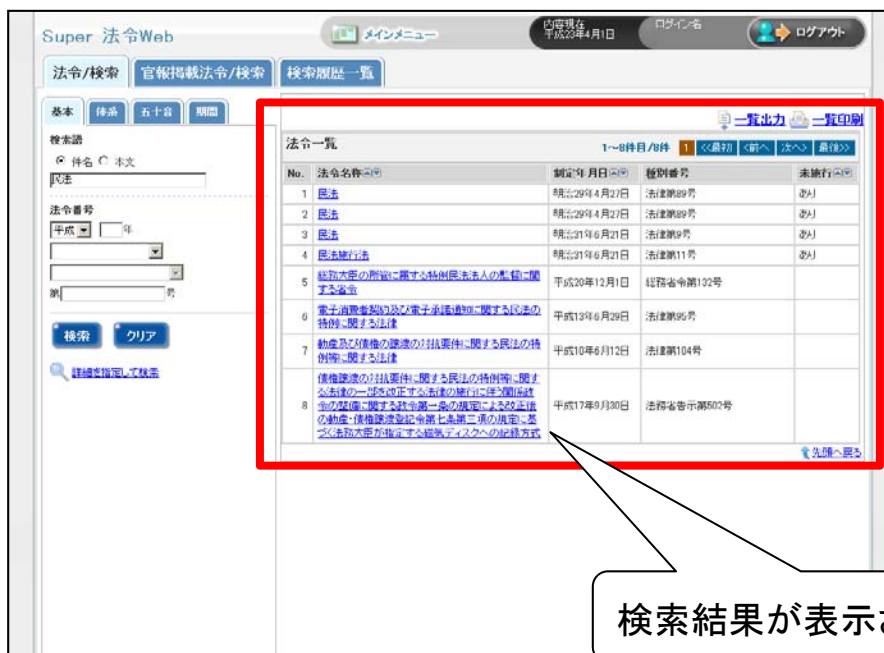 Super 法令Web
メインメニュー
内容現在
平成23年4月1日
ログイン名
ログアウト
法令/検索 官報掲載法令/検索 検索履歴一覧
基本 体系 五十音 期間
検索語
件名 本文
民法
法令番号
平成 年
第 号
検索 クリア
詳細を指定して検索
一覧出力 一覧印刷
法令一覧
1~8件目/8件 1 <<最初 <前へ 次へ> 最後>>
No. 法令名称 制定年月日 種別番号 未施行
1 民法 明治29年4月27日 法律第89号 あり
2 民法 明治29年4月27日 法律第89号 あり
3 民法 明治31年6月21日 法律第9号 あり
4 民法施行法 明治31年6月21日 法律第11号 あり
総務大臣の所管に属する特例民法法人の監督に関
5 する省令 平成20年12月1日 総務省令第132号
電子消費者契約及び電子承諾通知に関する民法の
6 特例に関する法律 平成13年6月29日 法律第95号
動産及び債権の譲渡の対抗要件に関する民法の特
7 例等に関する法律 平成10年6月12日 法律第104号
債権譲渡の対抗要件に関する民法の特例等に関す
る法律の一部を改正する法律の施行に伴う関係政
8 令の整備に関する政令第一条の規定による改正後 平成17年9月30日 法務省告示第502号
の動産・債権譲渡登記令第七条第三項の規定に基
づく法務大臣が指定する磁気ディスクへの記録方式
先頭へ戻る
検索結果が表示